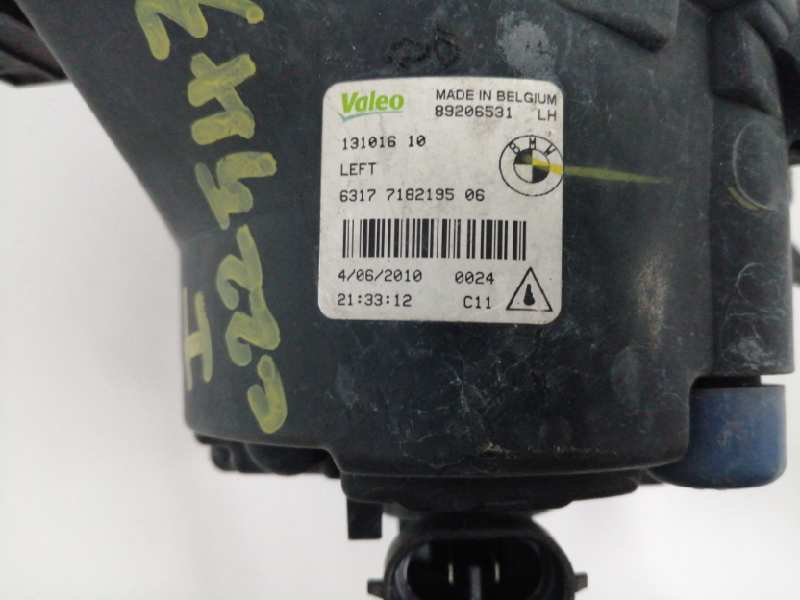 Valeo MADE IN BELGIUM
89206531 LH
131016 10
LEFT
BMW
6317 7182195 06
4/06/2010 0024
21:33:12 C11